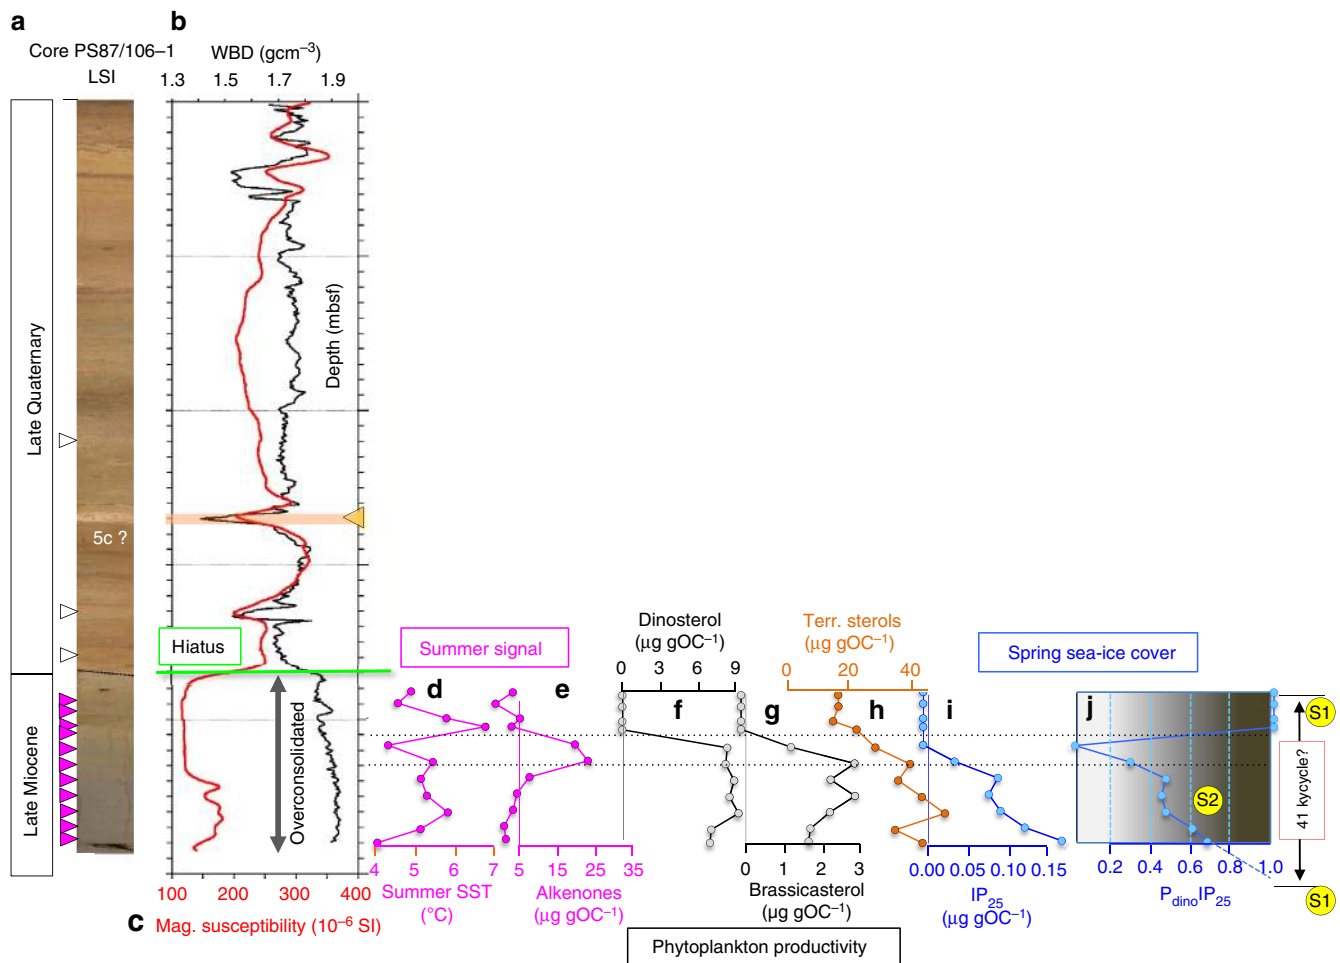 a
b
Core PS87/106–1
WBD (gcm⁻³)
LSI
1.3 1.5 1.7 1.9
Late Quaternary
Depth (mbsf)
5c ?
Hiatus
Late Miocene
Overconsolidated
100 200 300 400
c Mag. susceptibility (10⁻⁶ SI)
Summer signal
d
e
4 5 6 7
Summer SST
(°C)
5 15 25 35
Alkenones
(μg gOC⁻¹)
Dinosterol
(μg gOC⁻¹)
0 3 6 9
f
g
0 1 2 3
Brassicasterol
(μg gOC⁻¹)
Phytoplankton productivity
Terr. sterols
(μg gOC⁻¹)
0 20 40
h
Spring sea-ice cover
i
0.00 0.05 0.10 0.15
IP₂₅
(μg gOC⁻¹)
j
S2
0.2 0.4 0.6 0.8 1.0
P_dinoIP₂₅
S1
41 kycycle?
S1